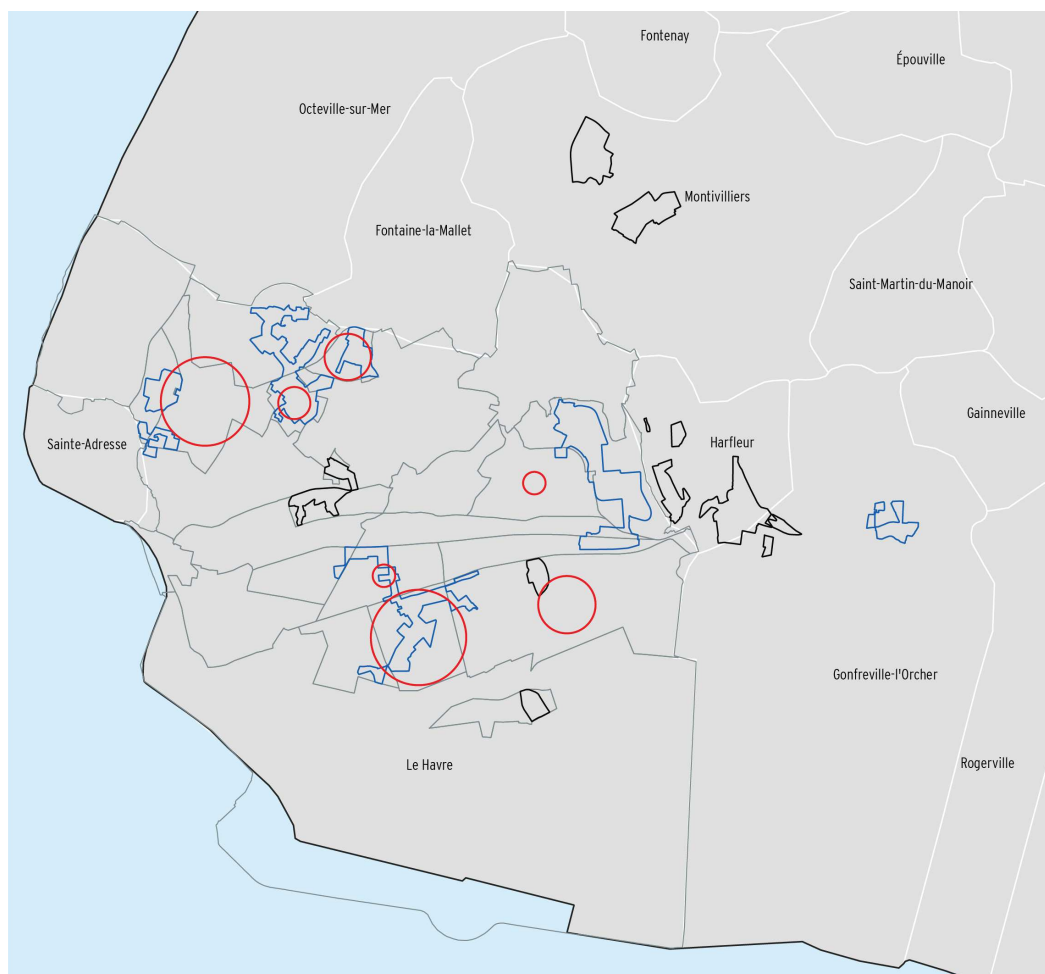 Fontenay
Épouville
Octeville-sur-Mer
Montivilliers
Fontaine-la-Mallet
Saint-Martin-du-Manoir
Gainneville
Sainte-Adresse
Harfleur
Gonfreville-l'Orcher
Le Havre
Rogerville